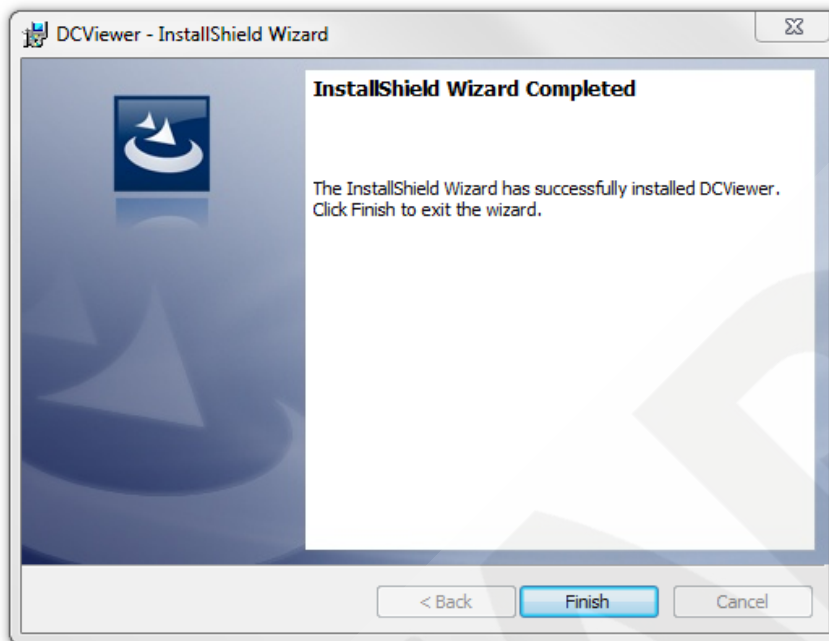 DCViewer - InstallShield Wizard
InstallShield Wizard Completed
The InstallShield Wizard has successfully installed DCViewer.
Click Finish to exit the wizard.
< Back
Finish
Cancel